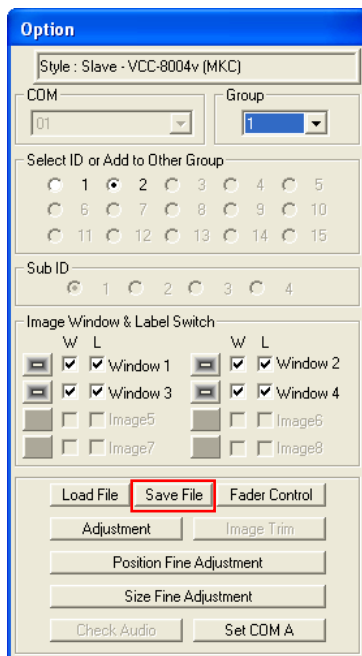 Option
Style : Slave - VCC-8004v (MKC)
COM Group
01 1
Select ID or Add to Other Group
1 2 3 4 5
6 7 8 9 10
11 12 13 14 15
Sub ID
1 2 3 4
Image Window & Label Switch
W L W L
Window 1 Window 2
Window 3 Window 4
Image5 Image6
Image7 Image8
Load File Save File Fader Control
Adjustment Image Trim
Position Fine Adjustment
Size Fine Adjustment
Check Audio Set COM A